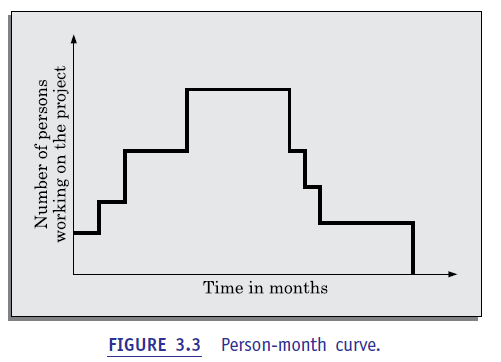 Number of persons
working on the project
Time in months
FIGURE 3.3 Person-month curve.